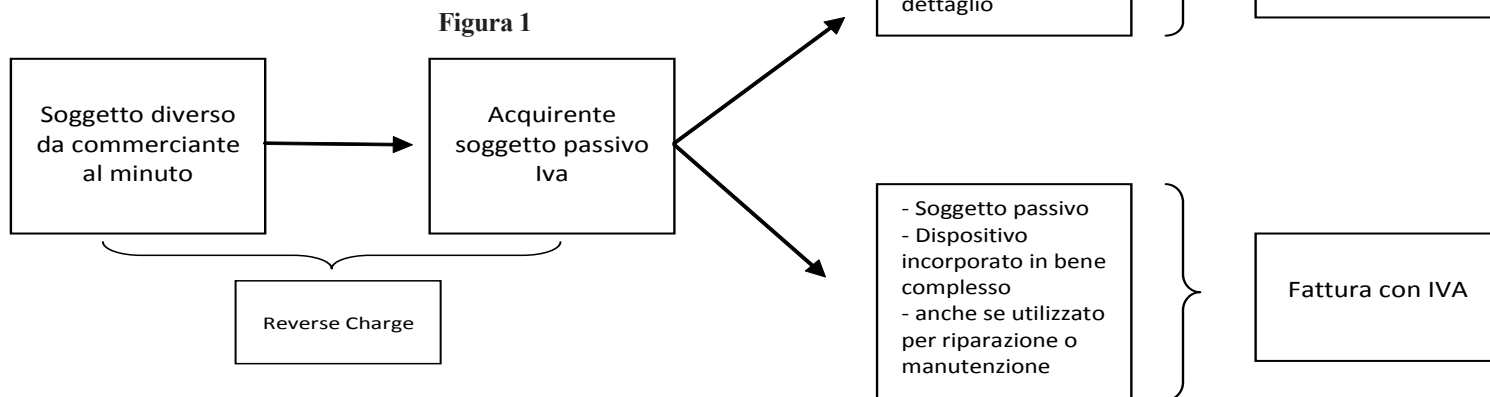 dettaglio
Figura 1
Soggetto diverso
da commerciante
al minuto
Acquirente
soggetto passivo
Iva
Reverse Charge
- Soggetto passivo
- Dispositivo
incorporato in bene
complesso
- anche se utilizzato
per riparazione o
manutenzione
Fattura con IVA